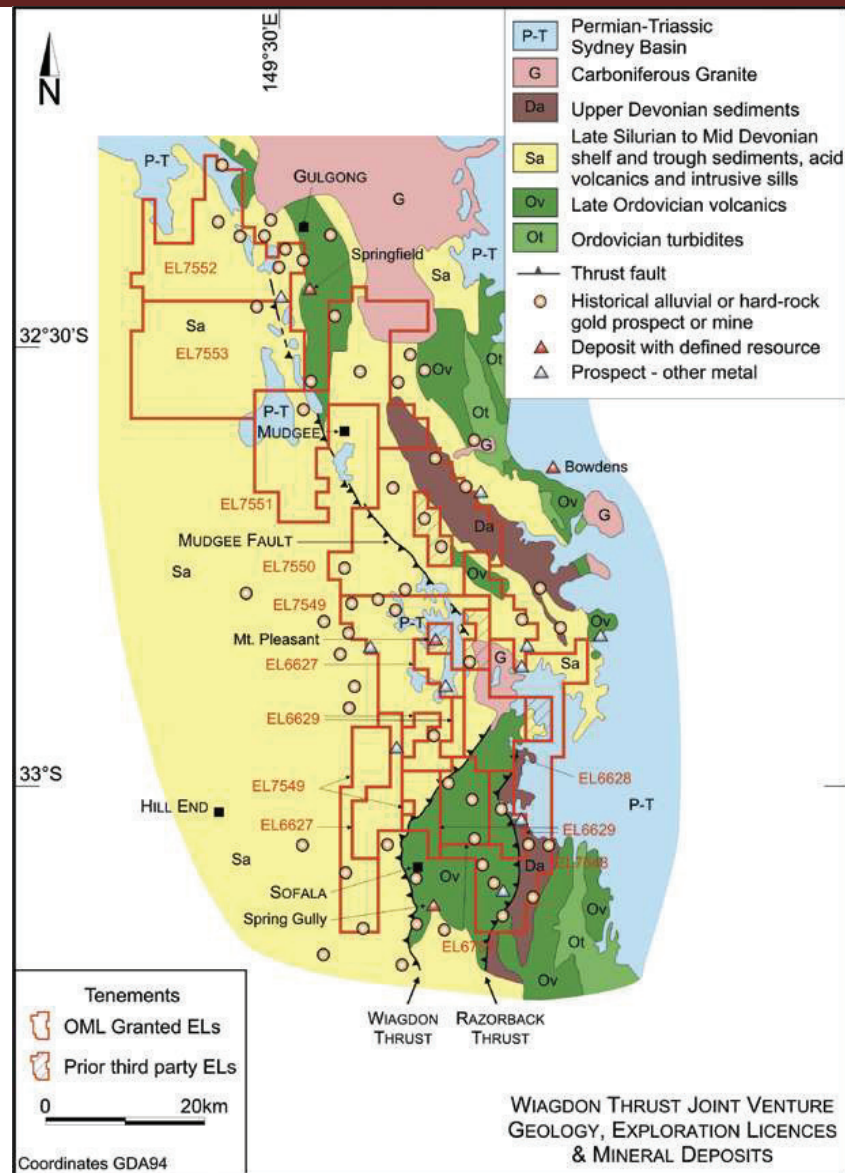 149°30'E
N
P-T
Permian-Triassic
Sydney Basin
G
Carboniferous Granite
Da
Upper Devonian sediments
Sa
Late Silurian to Mid Devonian
shelf and trough sediments, acid
volcanics and intrusive sills
Ov
Late Ordovician volcanics
Ot
Ordovician turbidites
Thrust fault
Historical alluvial or hard-rock
gold prospect or mine
Deposit with defined resource
Prospect - other metal
P-T
GULGONG
G
Springfield
Sa
P-T
EL7552
32°30'S
Sa
EL7553
Ov
Ot
P-T
MUDGEE
Ot
G
Bowdens
Ov
G
EL7551
Da
MUDGEE FAULT
Sa
EL7550
Ov
EL7549
P-T
Ov
Mt. Pleasant
G
Sa
EL6627
EL6629
33°S
EL7549
EL6628
P-T
HILL END
EL6627
EL6629
Sa
Da
EL7548
SOFALA
Ov
Ov
Spring Gully
Ot
EL67
Ov
WIAGDON
THRUST
RAZORBACK
THRUST
Tenements
OML Granted ELs
Prior third party ELs
0 20km
Coordinates GDA94
WIAGDON THRUST JOINT VENTURE
GEOLOGY, EXPLORATION LICENCES
& MINERAL DEPOSITS